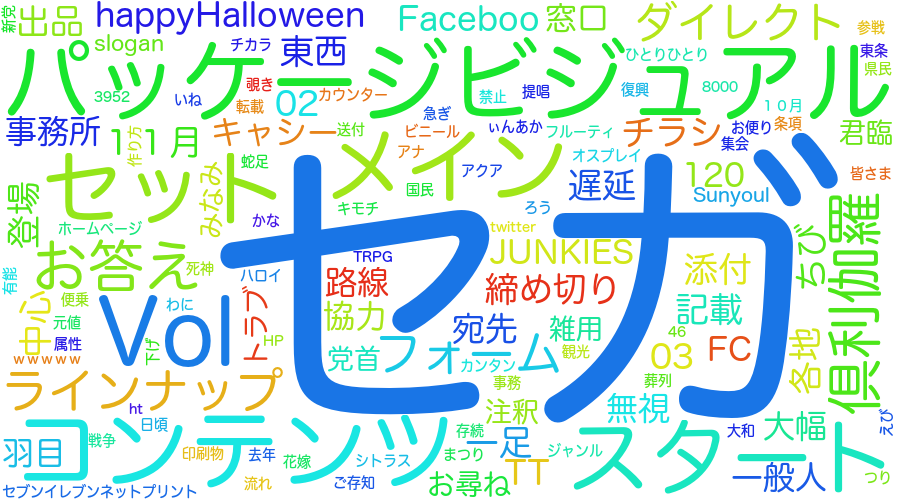 新党
出品
happyHalloween
Faceboo
窓口
ダイレクト
参戦
slogan
チカラ
東西
覗き
ひとりひとり
東条
県民
パッケージビジュアル
3952
いね
転載
02
カウンター
急ぎ
禁止
提唱
復興
8000
１０月
条項
事務所
１１月
作り方
キャシー
送付
ビニール
ぃんあか
フルーティ
チラシ
お便り
集会
君臨
蛇足
アナ
アクア
オスプレイ
皆さま
セット
メイン
国民
遅延
120
Sunyoul
登場
みなみ
かな
キモチ
ろう
セガ
倶利伽羅
ホームページ
twitter
お答え
死神
ハロイ
TRPG
JUNKIES
添付
ちび
有能
中心
便乗
わに
路線
締め切り
記載
元値
属性
Vol
トラブ
協力
宛先
雑用
46
ｗｗｗｗｗ
下げ
HP
党首
フォーム
観光
03
FC
各地
カンタン
ラインナップ
事務
葬列
ht
日頃
注釈
無視
大和
大幅
えび
羽目
コンテンツ
戦争
印刷物
去年
花嫁
シトラス
存続
まつり
一足
ジャンル
スタート
セブンイレブンネットプリント
流れ
ご存知
お尋ね
TT
一般人
つり